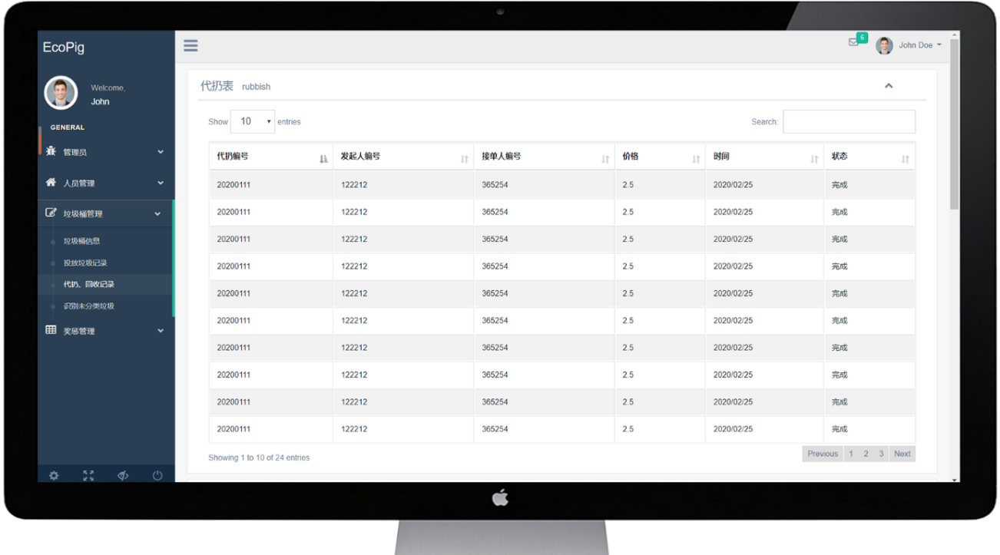 EcoPig
6
John Doe
Welcome,
John
GENERAL
管理员
人员管理
垃圾桶管理
垃圾桶信息
投放垃圾记录
代扔、回收记录
识别未分类垃圾
奖惩管理
代扔表 rubbish
Show 10 entries
Search:
代扔编号 发起人编号 接单人编号 价格 时间 状态
20200111 122212 365254 2.5 2020/02/25 完成
20200111 122212 365254 2.5 2020/02/25 完成
20200111 122212 365254 2.5 2020/02/25 完成
20200111 122212 365254 2.5 2020/02/25 完成
20200111 122212 365254 2.5 2020/02/25 完成
20200111 122212 365254 2.5 2020/02/25 完成
20200111 122212 365254 2.5 2020/02/25 完成
20200111 122212 365254 2.5 2020/02/25 完成
20200111 122212 365254 2.5 2020/02/25 完成
20200111 122212 365254 2.5 2020/02/25 完成
Showing 1 to 10 of 24 entries
Previous 1 2 3 Next